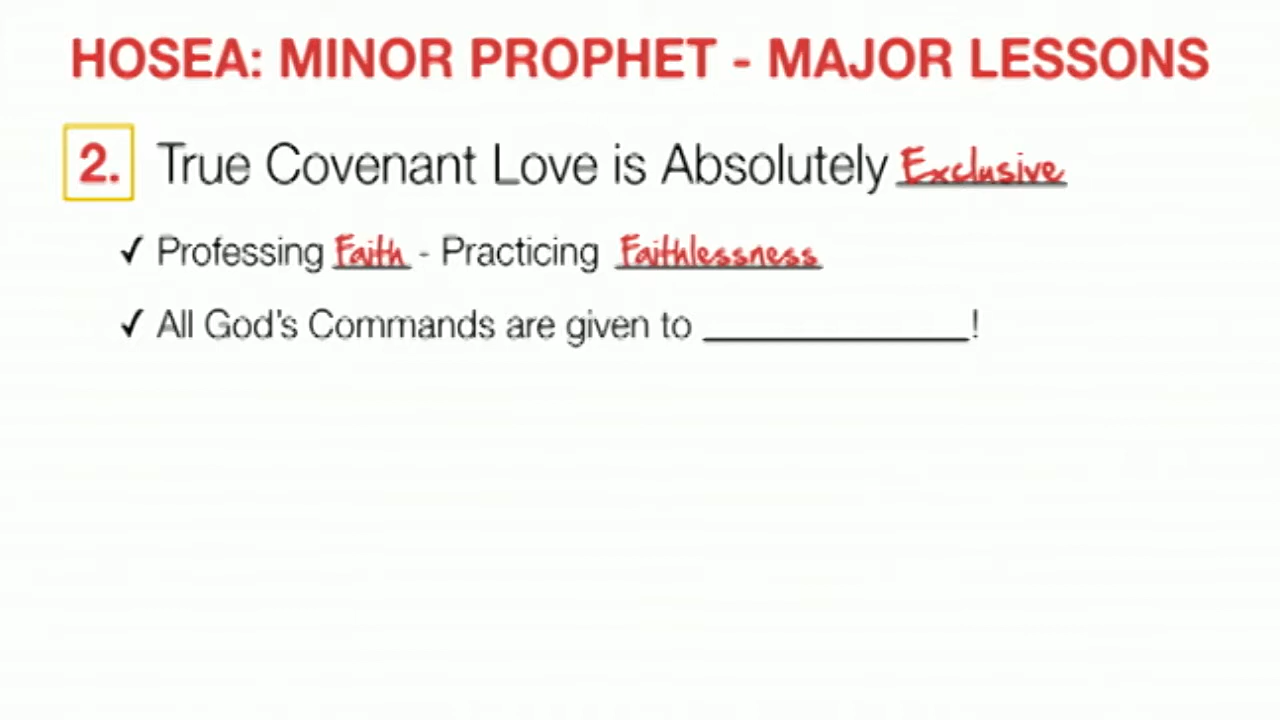 HOSEA: MINOR PROPHET - MAJOR LESSONS
2. True Covenant Love is Absolutely Exclusive
✓ Professing Faith - Practicing Faithlessness
✓ All God's Commands are given to ____________!